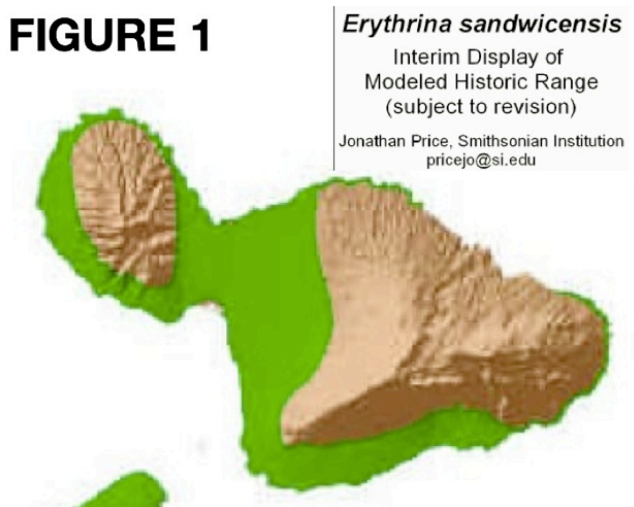 FIGURE 1
Erythrina sandwicensis
Interim Display of
Modeled Historic Range
(subject to revision)
Jonathan Price, Smithsonian Institution
pricejo@si.edu